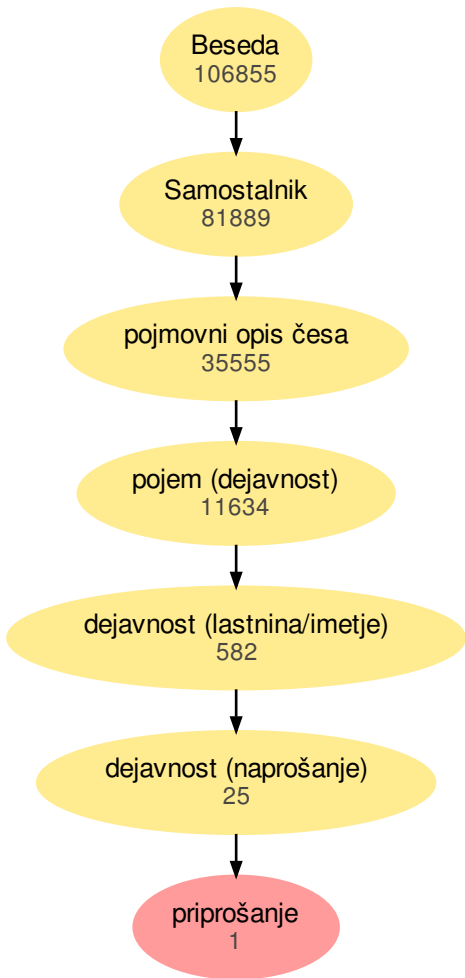 Beseda
106855
Samostalnik
81889
pojmovni opis česa
35555
pojem (dejavnost)
11634
dejavnost (lastnina/imetje)
582
dejavnost (naprošanje)
25
priprošanje
1